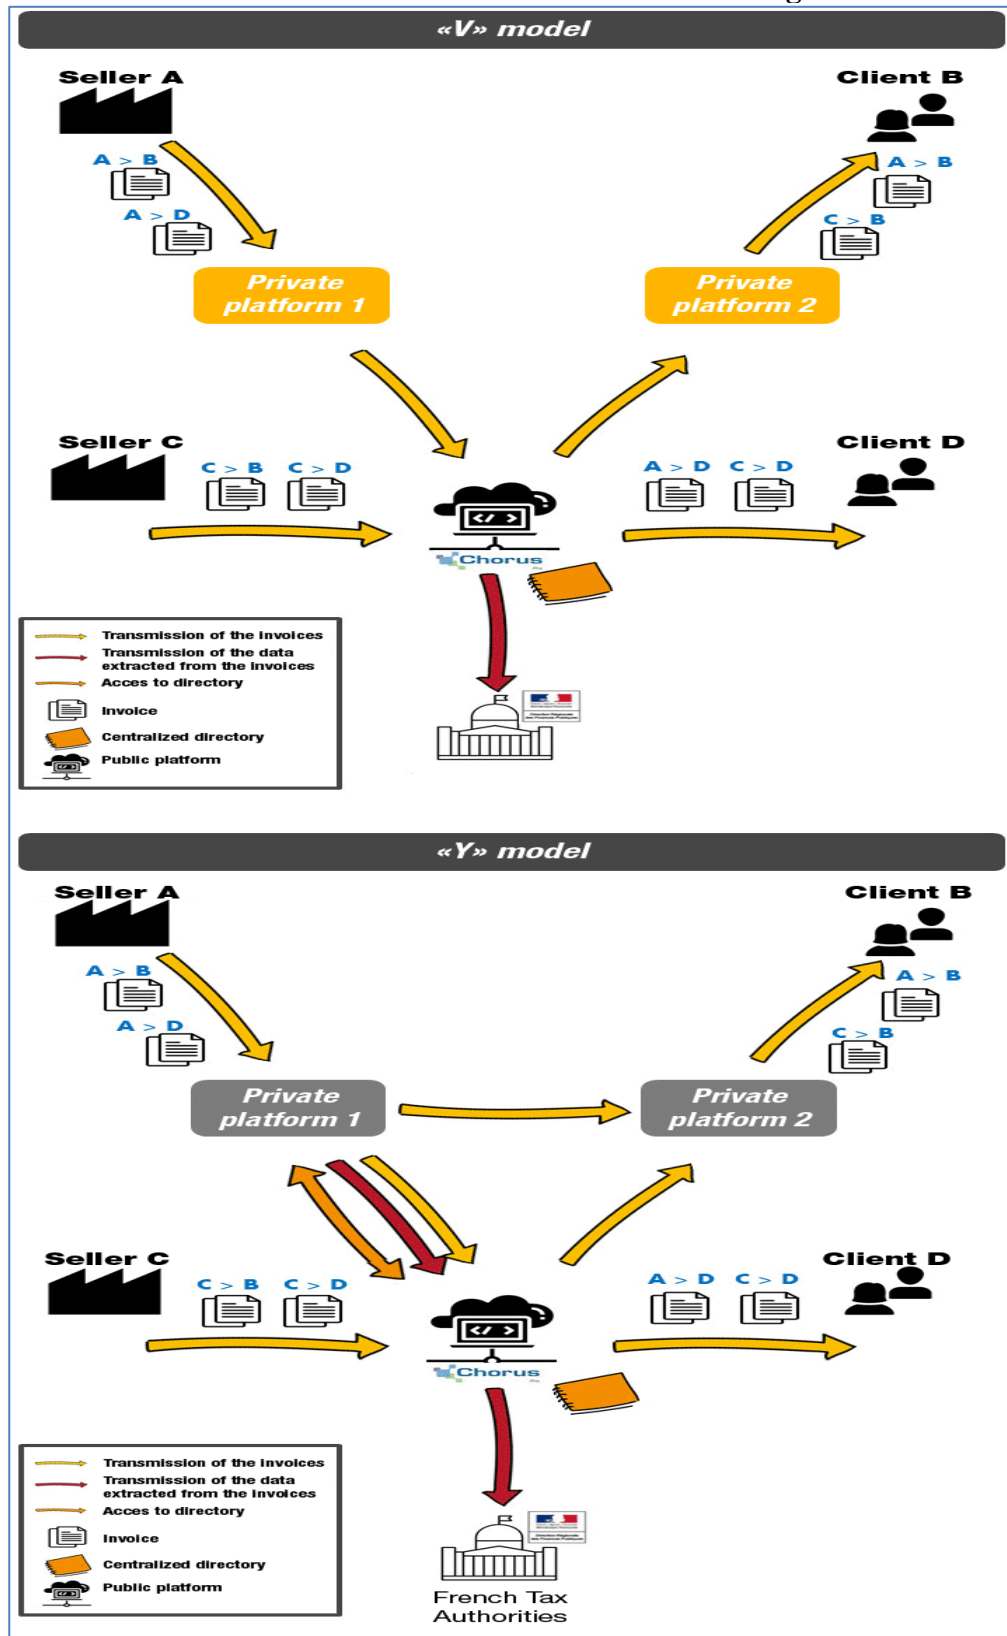 «V» model
Seller A
Client B
A > B
A > D
A > B
C > B
Private
platform 1
Private
platform 2
Seller C
Client D
C > B
C > D
A > D
C > D
Chorus
Transmission of the invoices
Transmission of the data
extracted from the invoices
Acces to directory
Invoice
Centralized directory
Public platform
«Y» model
Seller A
Client B
A > B
A > D
A > B
C > B
Private
platform 1
Private
platform 2
Seller C
Client D
C > B
C > D
A > D
C > D
Chorus
Transmission of the invoices
Transmission of the data
extracted from the invoices
Acces to directory
Invoice
Centralized directory
Public platform
French Tax
Authorities